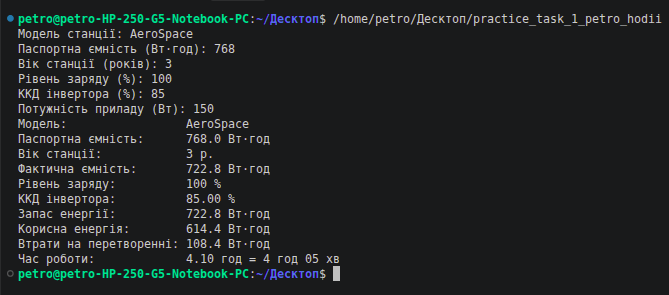 petro@petro-HP-250-G5-Notebook-PC:~/Десктоп$ /home/petro/Десктоп/practice_task_1_petro_hodii
Модель станції: AeroSpace
Паспортна ємність (Вт·год): 768
Вік станції (років): 3
Рівень заряду (%): 100
ККД інвертора (%): 85
Потужність приладу (Вт): 150
Модель: AeroSpace
Паспортна ємність: 768.0 Вт·год
Вік станції: 3 р.
Фактична ємність: 722.8 Вт·год
Рівень заряду: 100 %
ККД інвертора: 85.00 %
Запас енергії: 722.8 Вт·год
Корисна енергія: 614.4 Вт·год
Втрати на перетворенні: 108.4 Вт·год
Час роботи: 4.10 год = 4 год 05 хв
petro@petro-HP-250-G5-Notebook-PC:~/Десктоп$